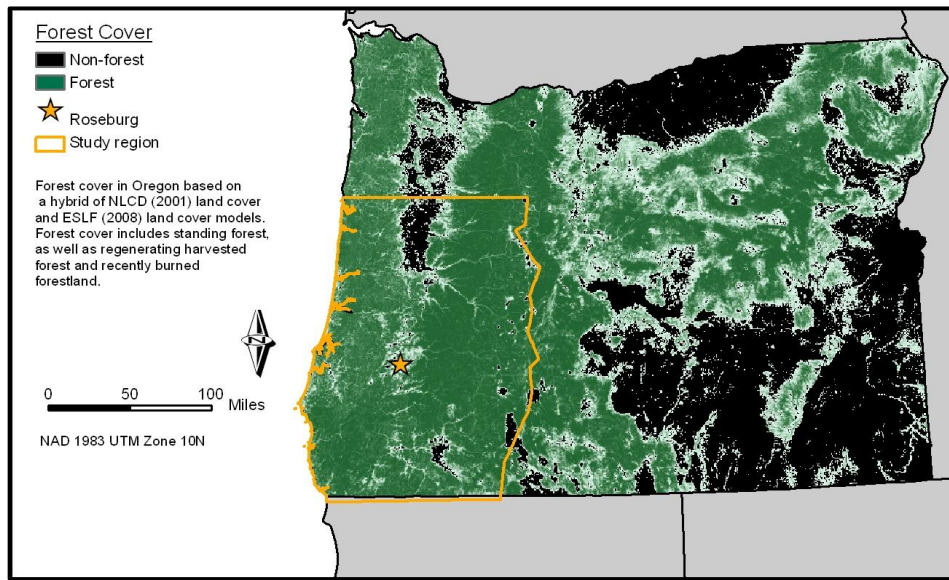 Forest Cover
Non-forest
Forest
Roseburg
Study region
Forest cover in Oregon based on
a hybrid of NLCD (2001) land cover
and ESLF (2008) land cover models.
Forest cover includes standing forest,
as well as regenerating harvested
forest and recently burned
forestland.
N
0 50 100
Miles
NAD 1983 UTM Zone 10N